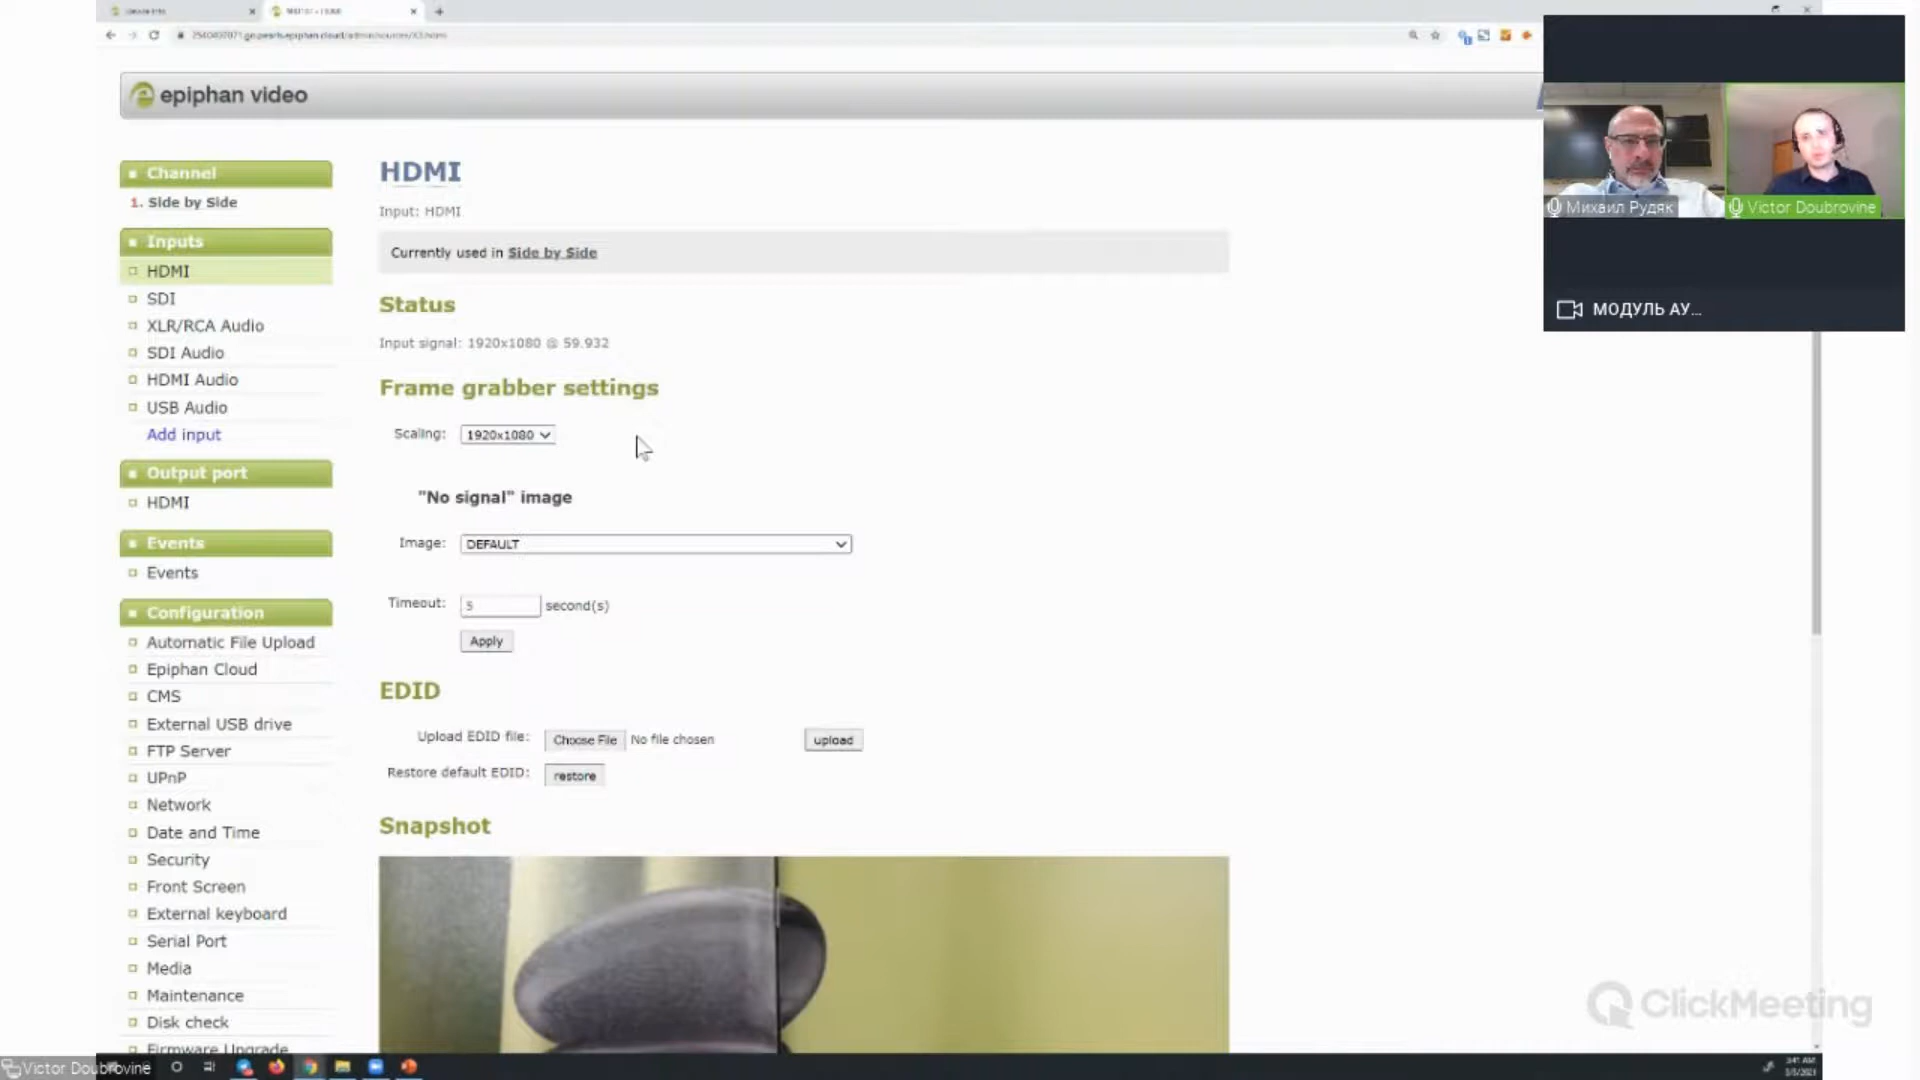 epiphan video
Channel
1. Side by Side
Inputs
HDMI
SDI
XLR/RCA Audio
SDI Audio
HDMI Audio
USB Audio
Add input
Output port
HDMI
Events
Events
Configuration
Automatic File Upload
Epiphan Cloud
CMS
External USB drive
FTP Server
UPnP
Network
Date and Time
Security
Front Screen
External keyboard
Serial Port
Media
Maintenance
Disk check
Firmware Upgrade
HDMI
Input: HDMI
Currently used in Side by Side
Status
Input signal: 1920x1080 @ 59.932
Frame grabber settings
Scaling: 1920x1080
"No signal" image
Image: DEFAULT
Timeout: 5 second(s)
Apply
EDID
Upload EDID file: Choose File No file chosen upload
Restore default EDID: restore
Snapshot
Михаил Рудяк
Victor Doubrovine
МОДУЛЬ АУ...
ClickMeeting
Victor Doubrovine